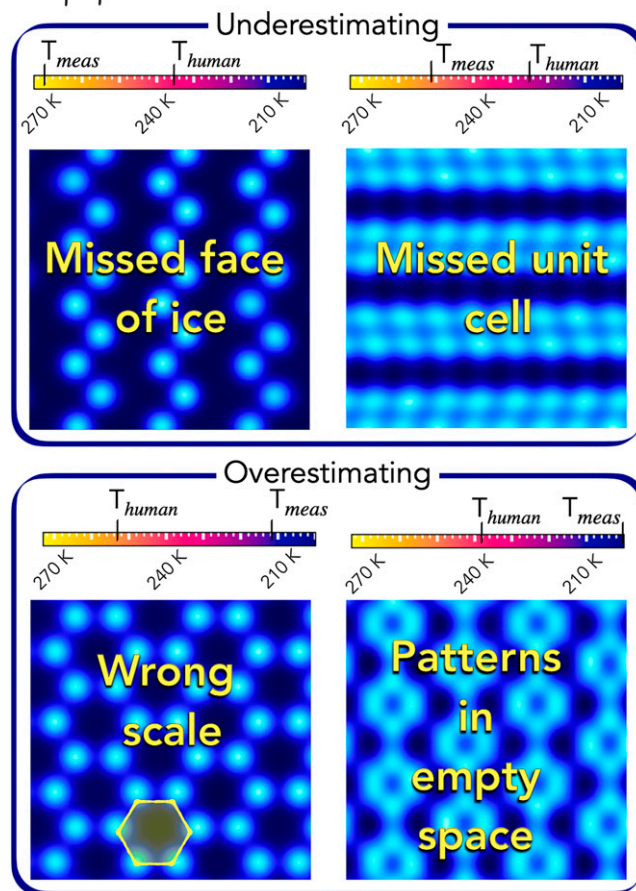 Underestimating
T_meas T_human
270 K 240 K 210 K
T_meas T_human
270 K 240 K 210 K
Missed face
of ice
Missed unit
cell
Overestimating
T_human T_meas
270 K 240 K 210 K
T_human T_meas
270 K 240 K 210 K
Wrong
scale
Patterns
in
empty
space